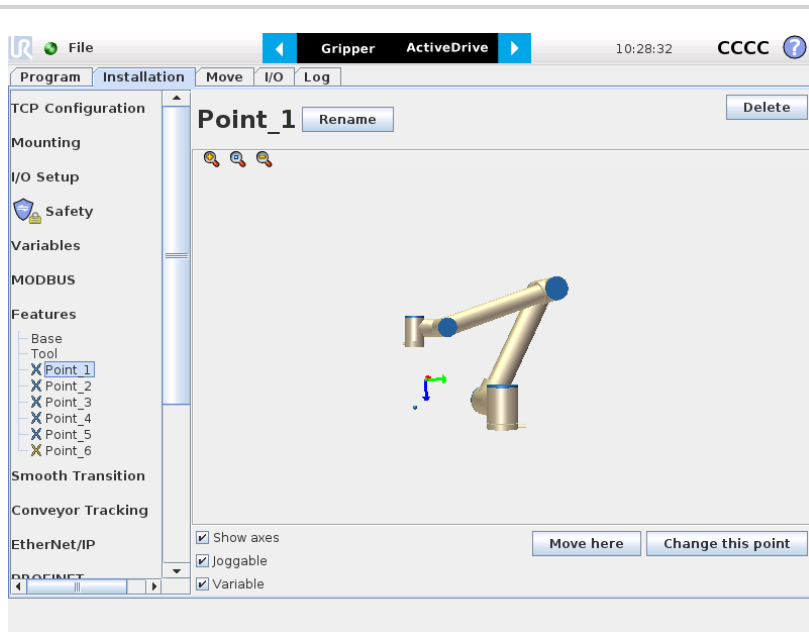 UR File Gripper ActiveDrive 10:28:32 CCCC ?
Program Installation Move I/O Log
TCP Configuration
Mounting
I/O Setup
Safety
Variables
MODBUS
Features
Base
Tool
Point_1
Point_2
Point_3
Point_4
Point_5
Point_6
Smooth Transition
Conveyor Tracking
EtherNet/IP
PROFINET
Point_1 Rename Delete
Show axes
Joggable
Variable
Move here Change this point